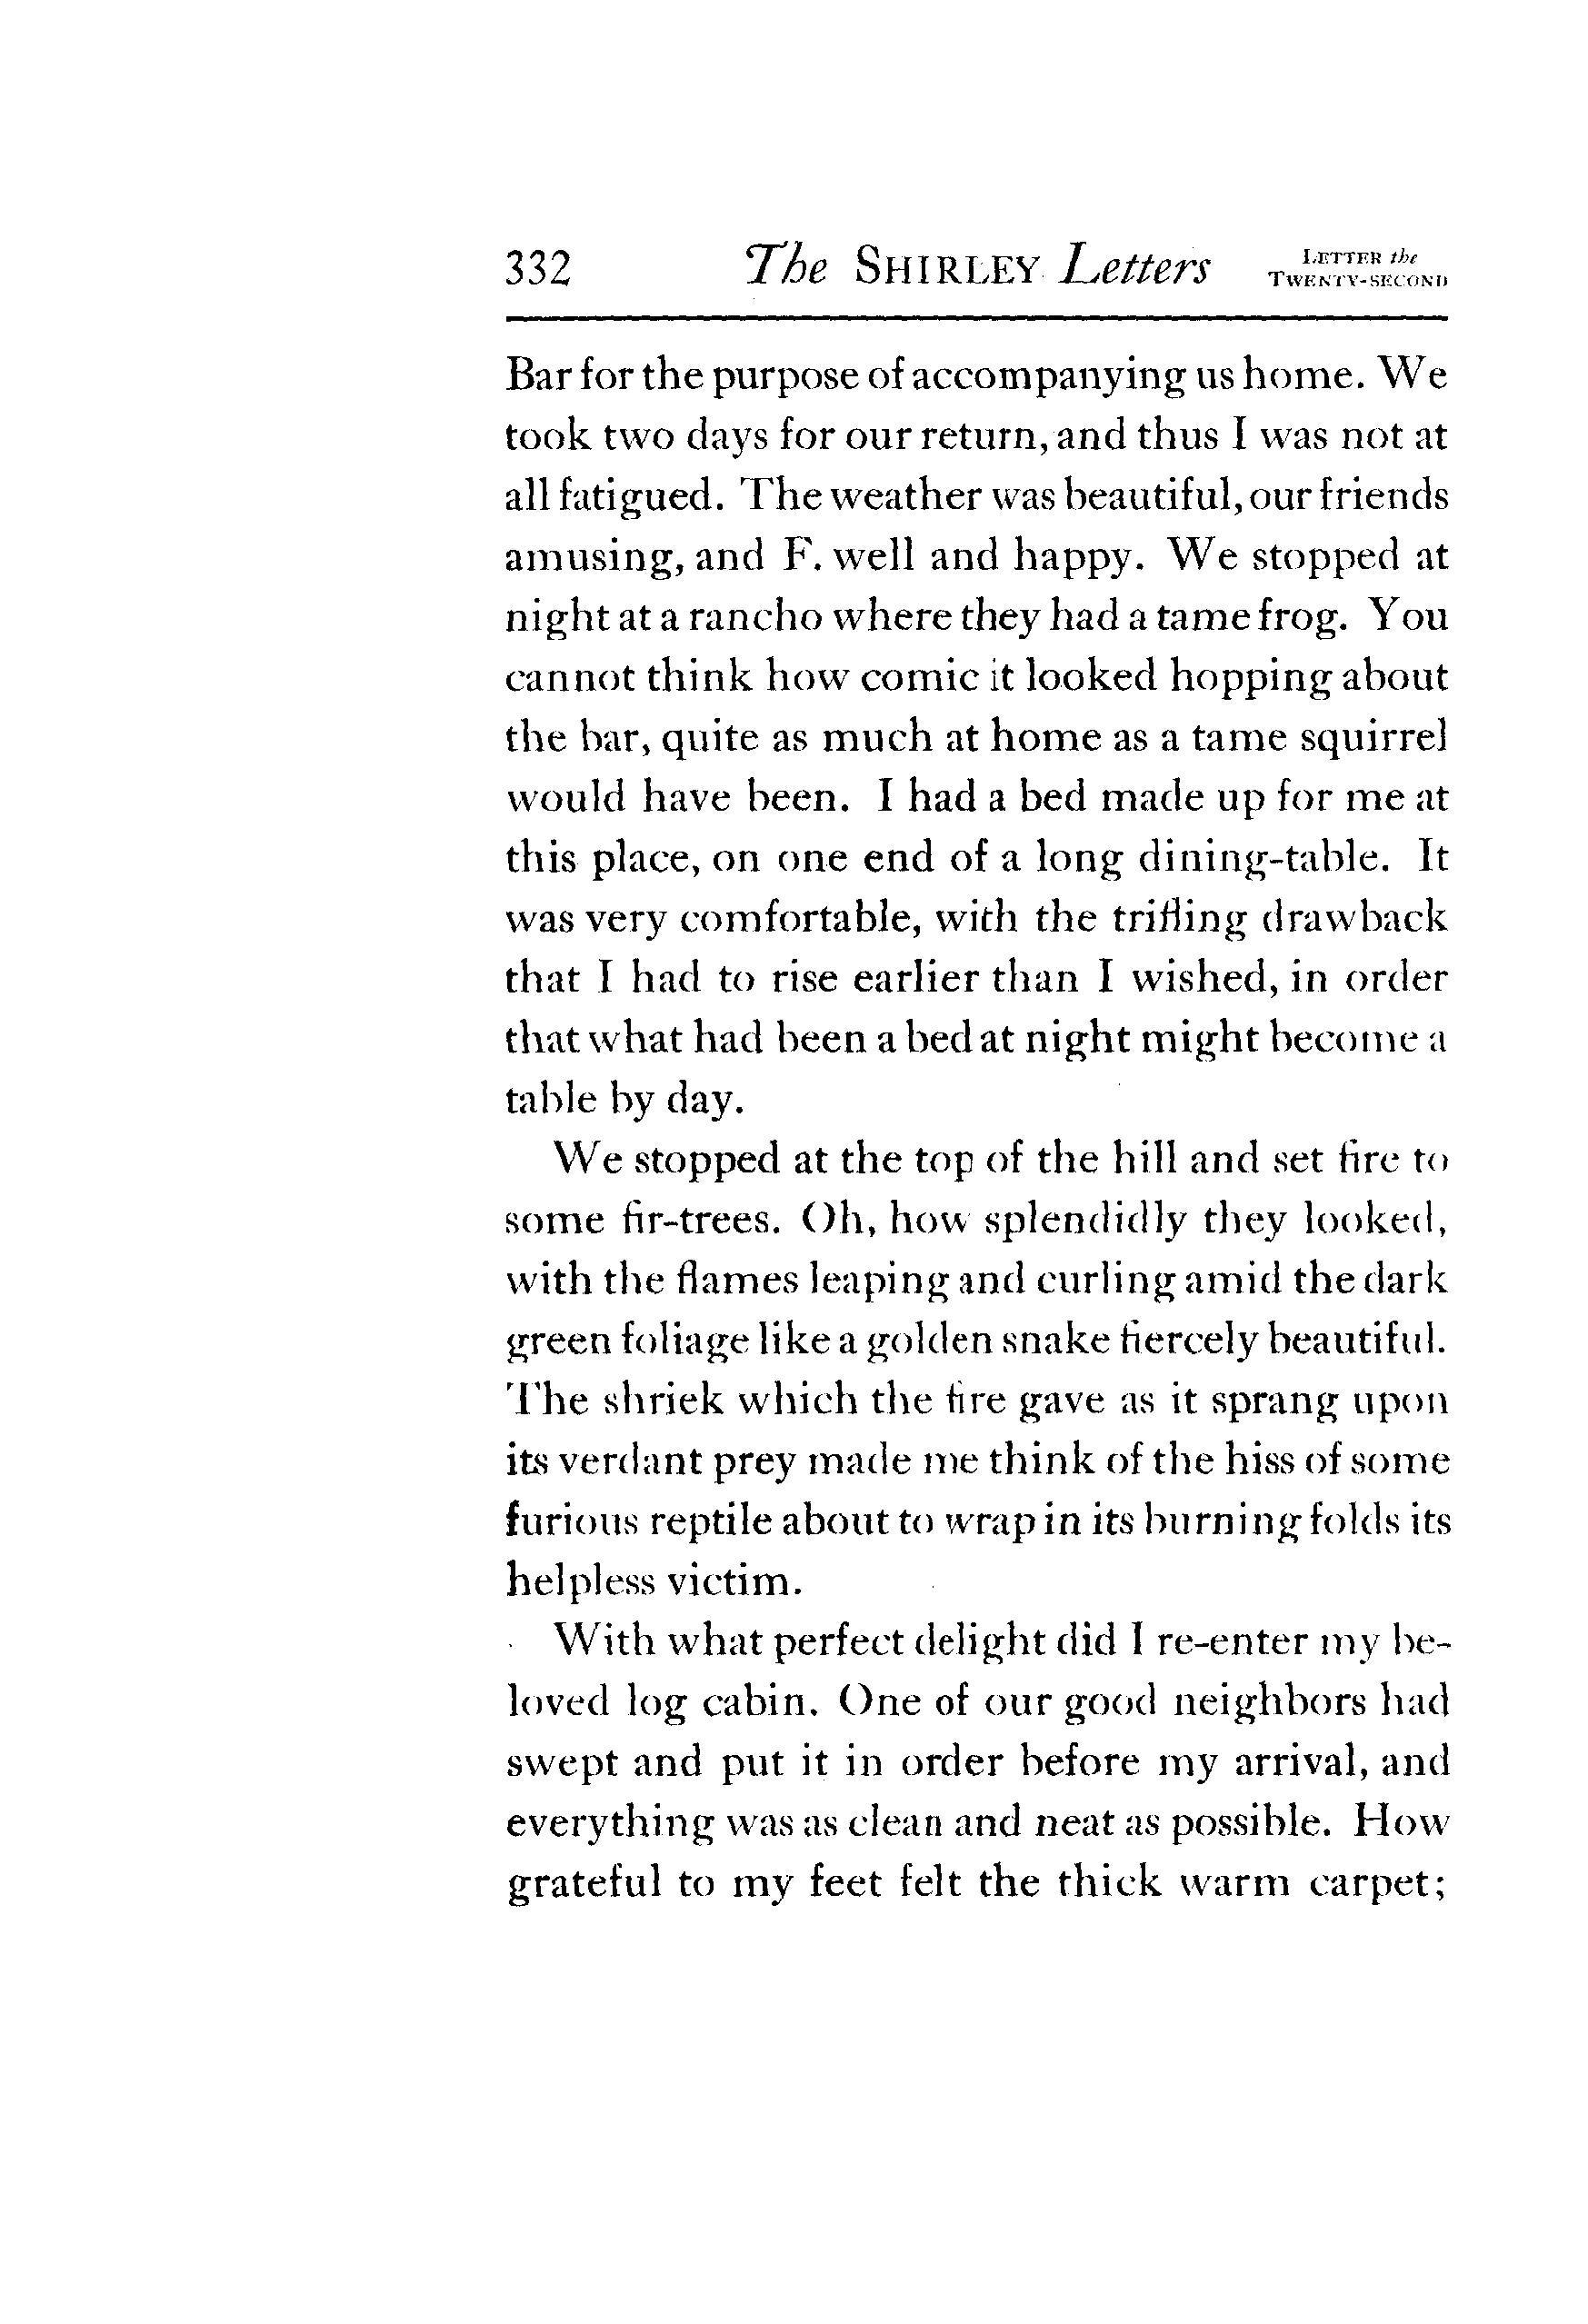 332 The SHIRLEY Letters LETTER the TWENTY-SECOND
Bar for the purpose of accompanying us home. We
took two days for our return, and thus I was not at
all fatigued. The weather was beautiful, our friends
amusing, and F. well and happy. We stopped at
night at a rancho where they had a tame frog. You
cannot think how comic it looked hopping about
the bar, quite as much at home as a tame squirrel
would have been. I had a bed made up for me at
this place, on one end of a long dining-table. It
was very comfortable, with the trifling drawback
that I had to rise earlier than I wished, in order
that what had been a bed at night might become a
table by day.
We stopped at the top of the hill and set fire to
some fir-trees. Oh, how splendidly they looked,
with the flames leaping and curling amid the dark
green foliage like a golden snake fiercely beautiful.
The shriek which the fire gave as it sprang upon
its verdant prey made me think of the hiss of some
furious reptile about to wrap in its burning folds its
helpless victim.
With what perfect delight did I re-enter my be-
loved log cabin. One of our good neighbors had
swept and put it in order before my arrival, and
everything was as clean and neat as possible. How
grateful to my feet felt the thick warm carpet;